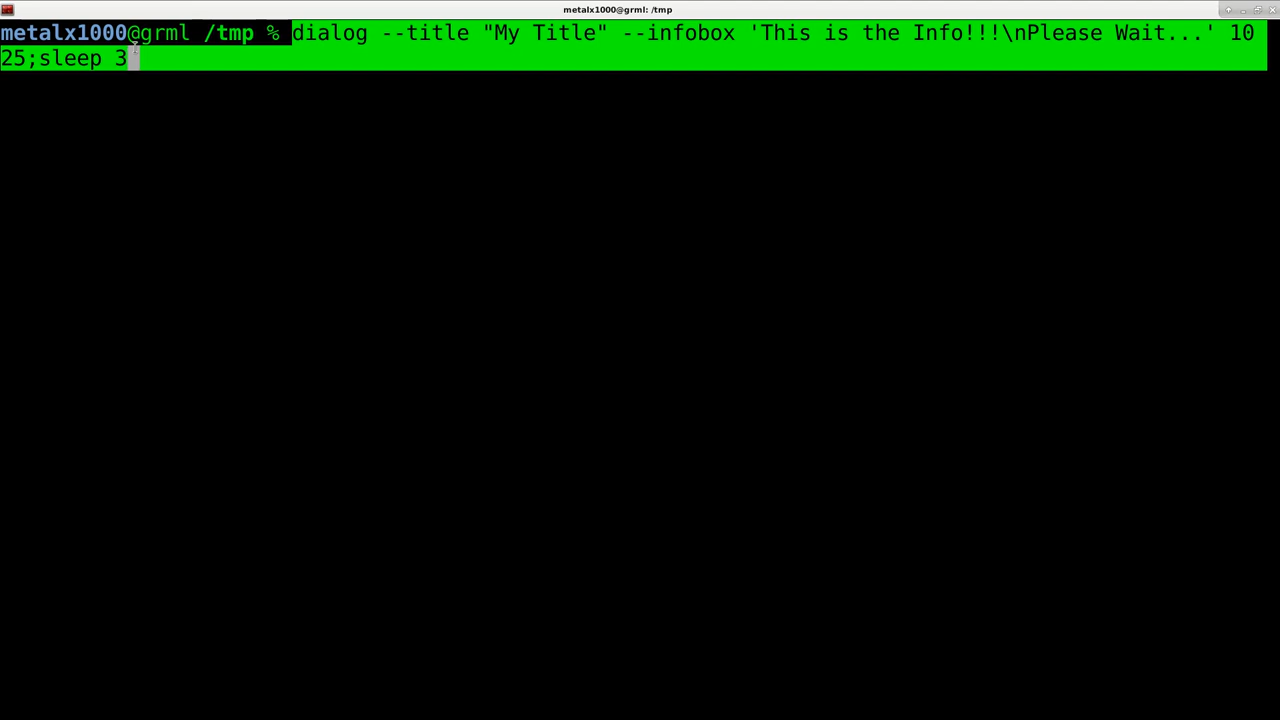 metalx1000@grml: /tmp
metalx1000@grml /tmp % dialog --title "My Title" --infobox 'This is the Info!!!\nPlease Wait...' 10
25;sleep 3